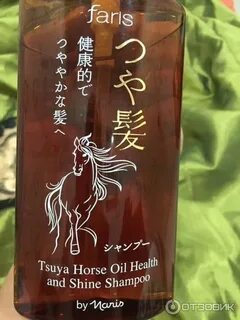 faris
つや髪
健康的で
つややかな髪へ
シャンプー
Tsuya Horse Oil Health
and Shine Shampoo
by naris
ОТЗОВИК